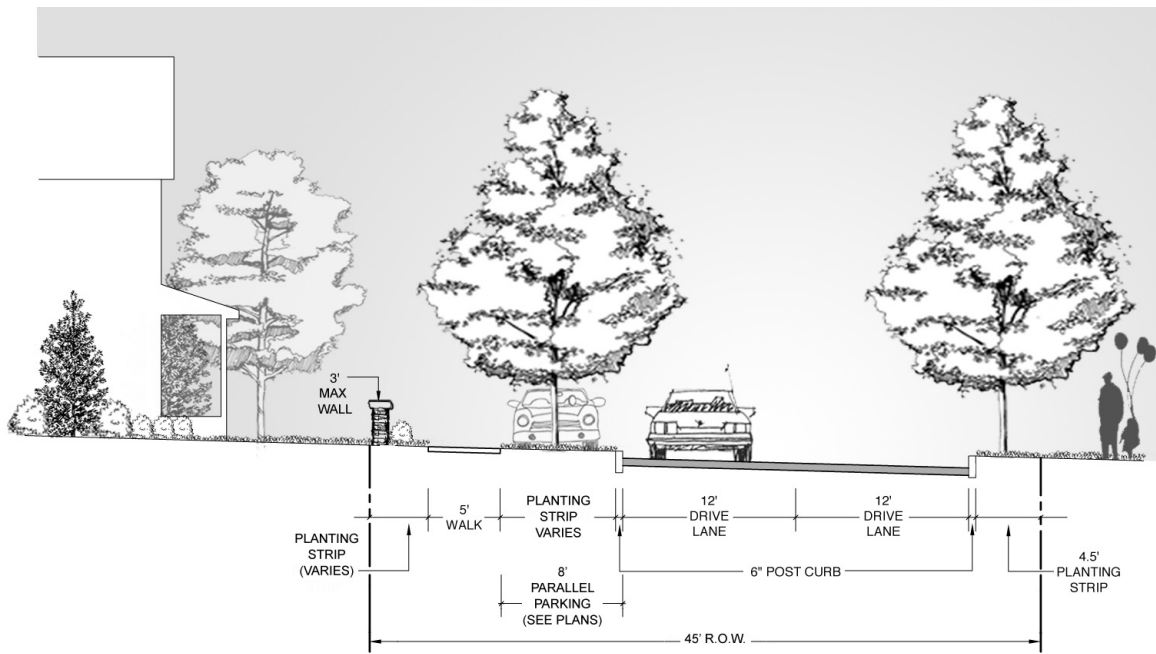 3'
MAX
WALL
PLANTING
STRIP
(VARIES)
5'
WALK
PLANTING
STRIP
VARIES
12'
DRIVE
LANE
12'
DRIVE
LANE
8'
PARALLEL
PARKING
(SEE PLANS)
6" POST CURB
4.5'
PLANTING
STRIP
45' R.O.W.